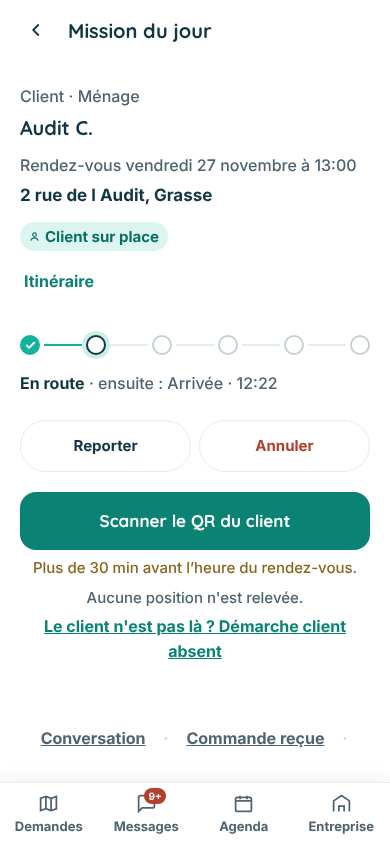 Mission du jour
Client · Ménage
Audit C.
Rendez-vous vendredi 27 novembre à 13:00
2 rue de l Audit, Grasse
Client sur place
Itinéraire
En route · ensuite : Arrivée · 12:22
Reporter
Annuler
Scanner le QR du client
Plus de 30 min avant l’heure du rendez-vous.
Aucune position n'est relevée.
Le client n'est pas là ? Démarche client
absent
Conversation · Commande reçue ·
9+
Demandes
Messages
Agenda
Entreprise